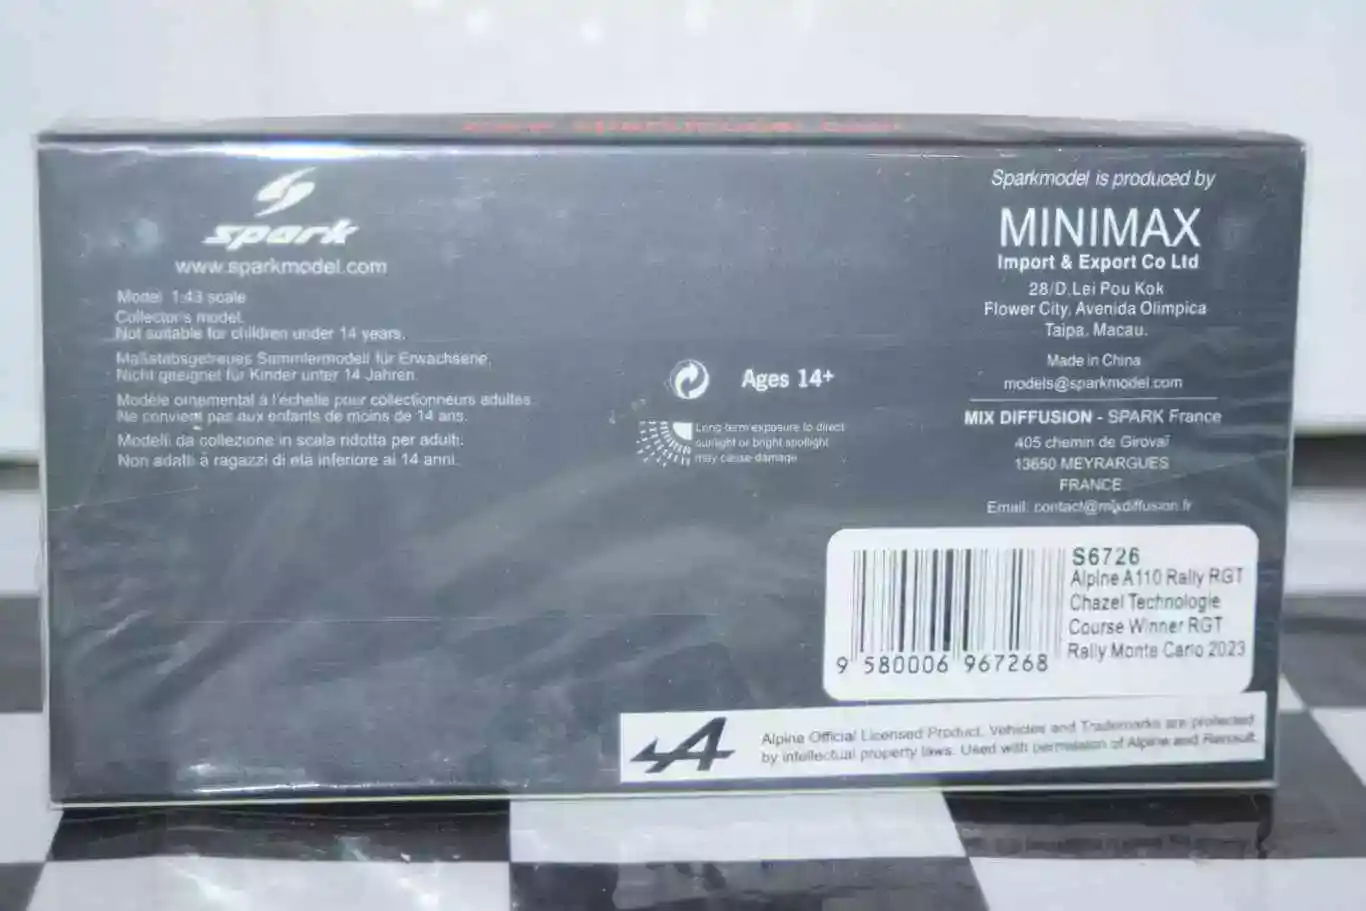 spark
www.sparkmodel.com
Model 1:43 scale
Collector's model.
Not suitable for children under 14 years.
Maßstabsgetreues Sammlermodell für Erwachsene.
Nicht geeignet für Kinder unter 14 Jahren.
Modèle ornemental à l'échelle pour collectionneurs adultes.
Ne convient pas aux enfants de moins de 14 ans.
Modelli da collezione in scala ridotta per adulti.
Non adatti à ragazzi di età inferiore ai 14 anni.
Ages 14+
Long term exposure to direct
sunlight or bright spotlight
may cause damage
Sparkmodel is produced by
MINIMAX
Import & Export Co Ltd
28/D.Lei Pou Kok
Flower City, Avenida Olimpica
Taipa. Macau.
Made in China
models@sparkmodel.com
MIX DIFFUSION - SPARK France
405 chemin de Girovaï
13650 MEYRARGUES
FRANCE
Email: contact@mixdiffusion.fr
S6726
Alpine A110 Rally RGT
Chazel Technologie
Course Winner RGT
Rally Monte Carlo 2023
9 580006 967268
Alpine Official Licensed Product. Vehicles and Trademarks are protected
by intellectual property laws. Used with permission of Alpine and Renault.